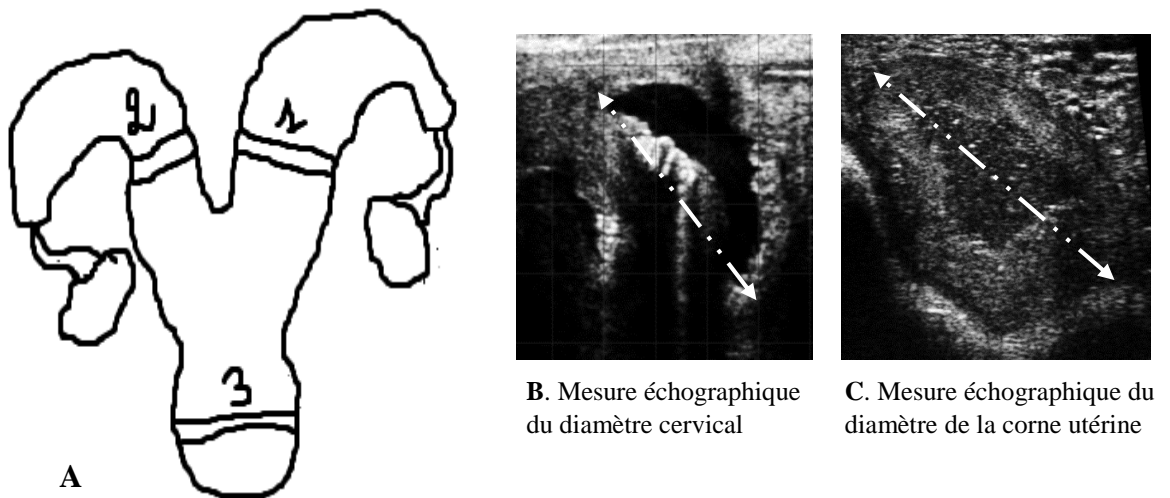 2
1
3
A
B. Mesure échographique
du diamètre cervical
C. Mesure échographique du
diamètre de la corne utérine